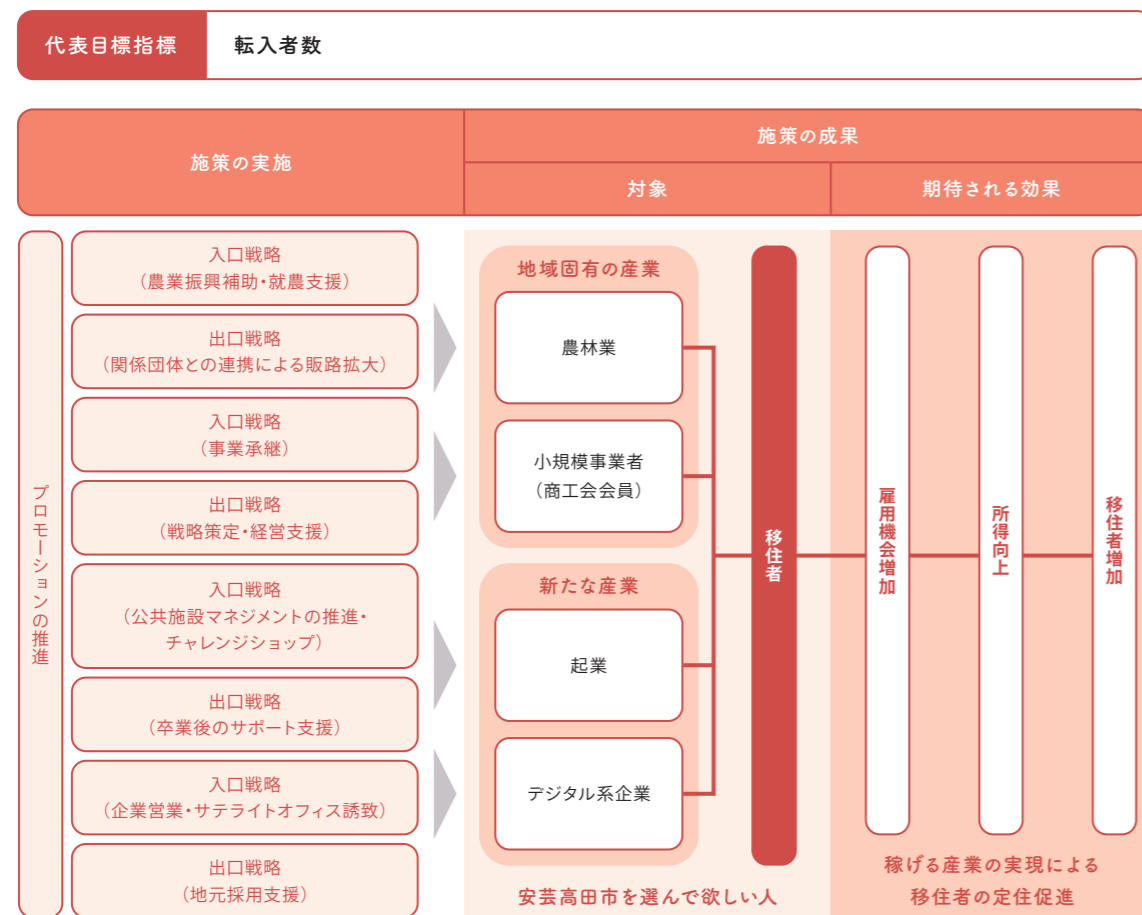 代表目標指標
転入者数
施策の実施
施策の成果
対象
期待される効果
プロモーションの推進
入口戦略
（農業振興補助・就農支援）
出口戦略
（関係団体との連携による販路拡大）
入口戦略
（事業承継）
出口戦略
（戦略策定・経営支援）
入口戦略
（公共施設マネジメントの推進・
チャレンジショップ）
出口戦略
（卒業後のサポート支援）
入口戦略
（企業営業・サテライトオフィス誘致）
出口戦略
（地元採用支援）
地域固有の産業
農林業
小規模事業者
（商工会会員）
新たな産業
起業
デジタル系企業
移住者
安芸高田市を選んで欲しい人
雇用機会増加
所得向上
移住者増加
稼げる産業の実現による
移住者の定住促進